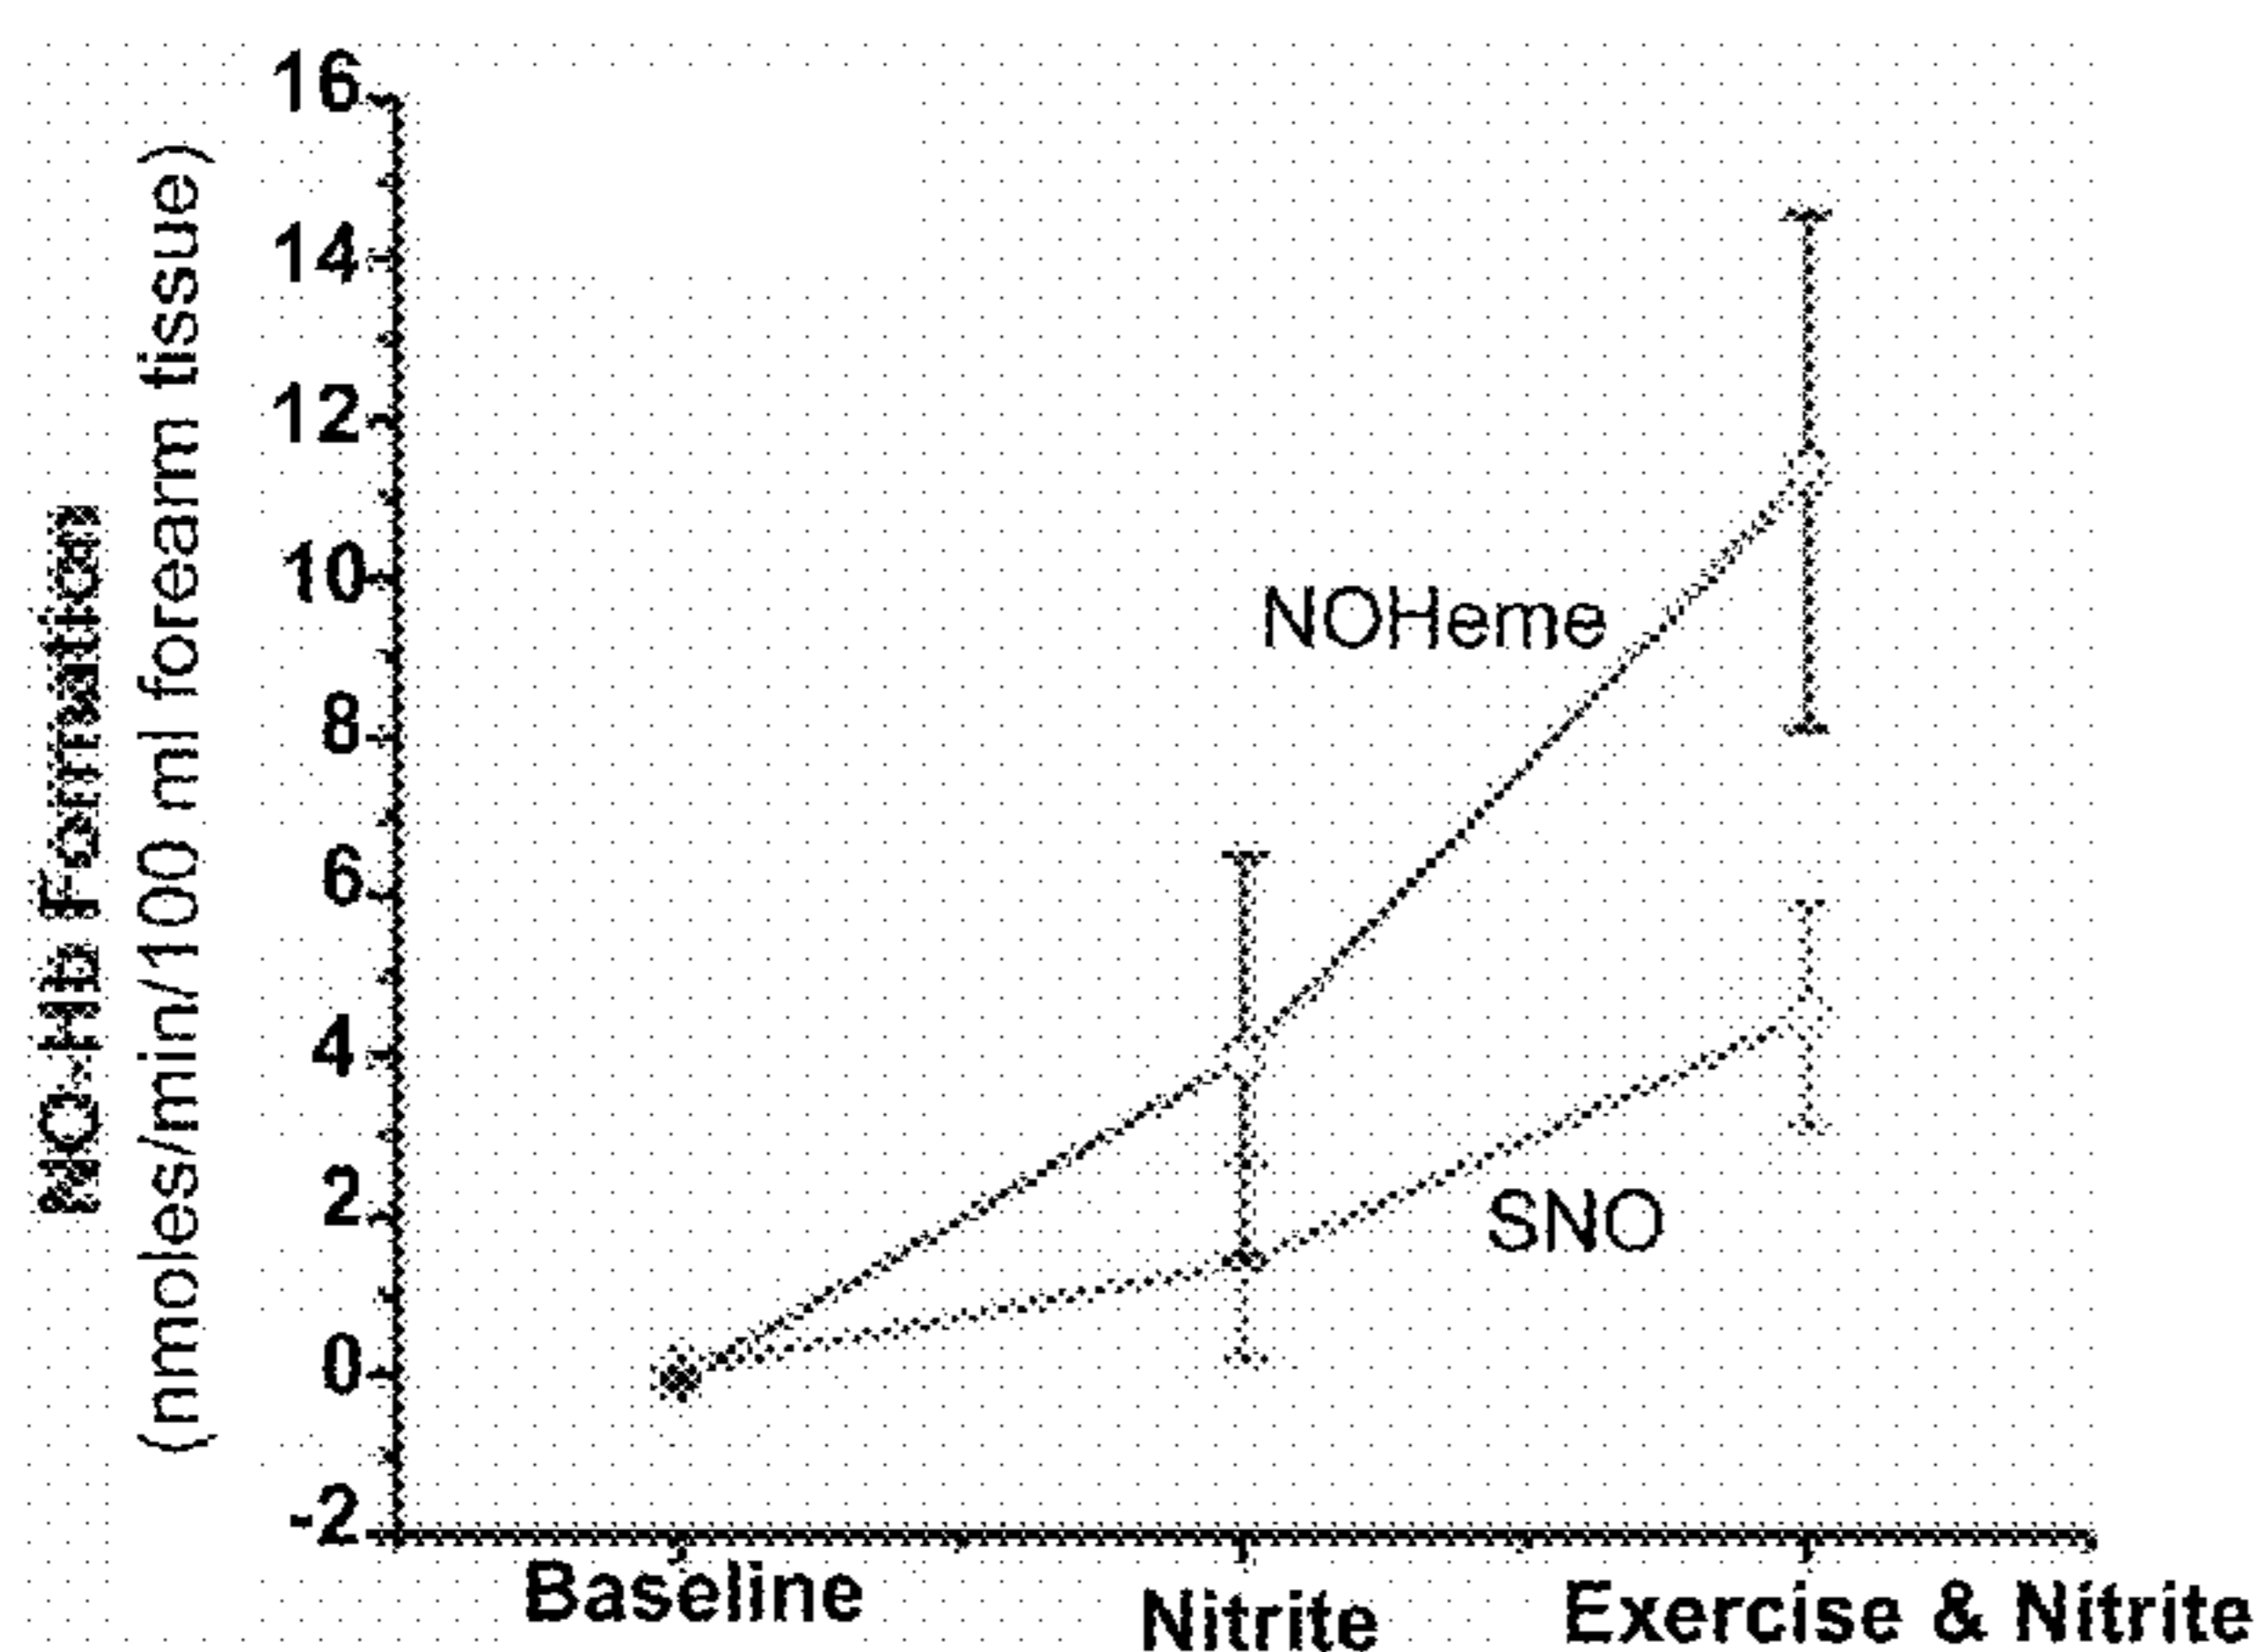 NO-Hb Formation
(nmoles/min/100 ml forearm tissue)
16
14
12
10
8
6
4
2
0
-2
NOHeme
SNO
Baseline
Nitrite
Exercise & Nitrite